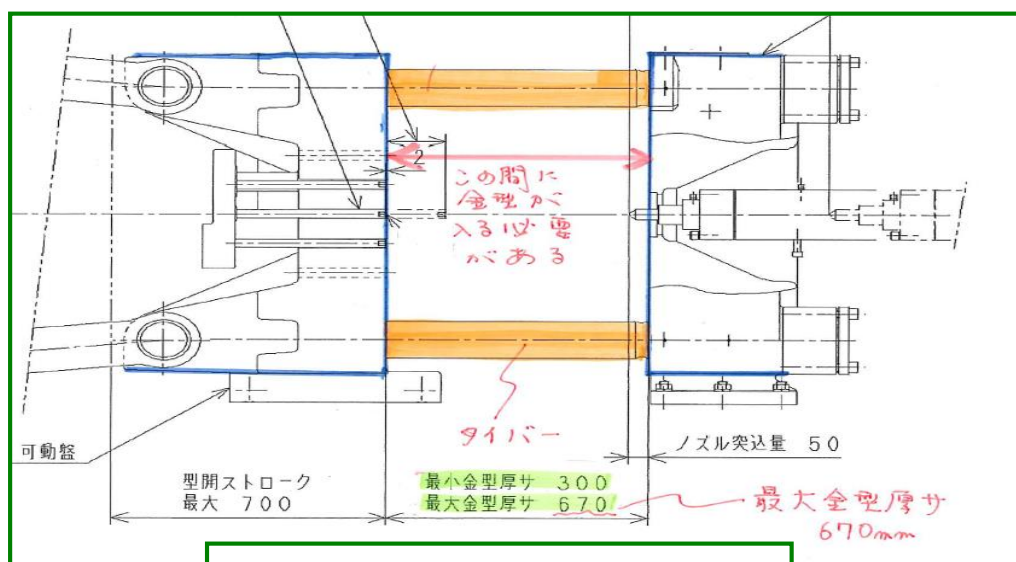 2
この間に
金型が
入る必要
がある
タイバー
可動盤
ノズル突込量 50
型開ストローク
最大 700
最小金型厚サ 300
最大金型厚サ 670
最大金型厚サ
670mm